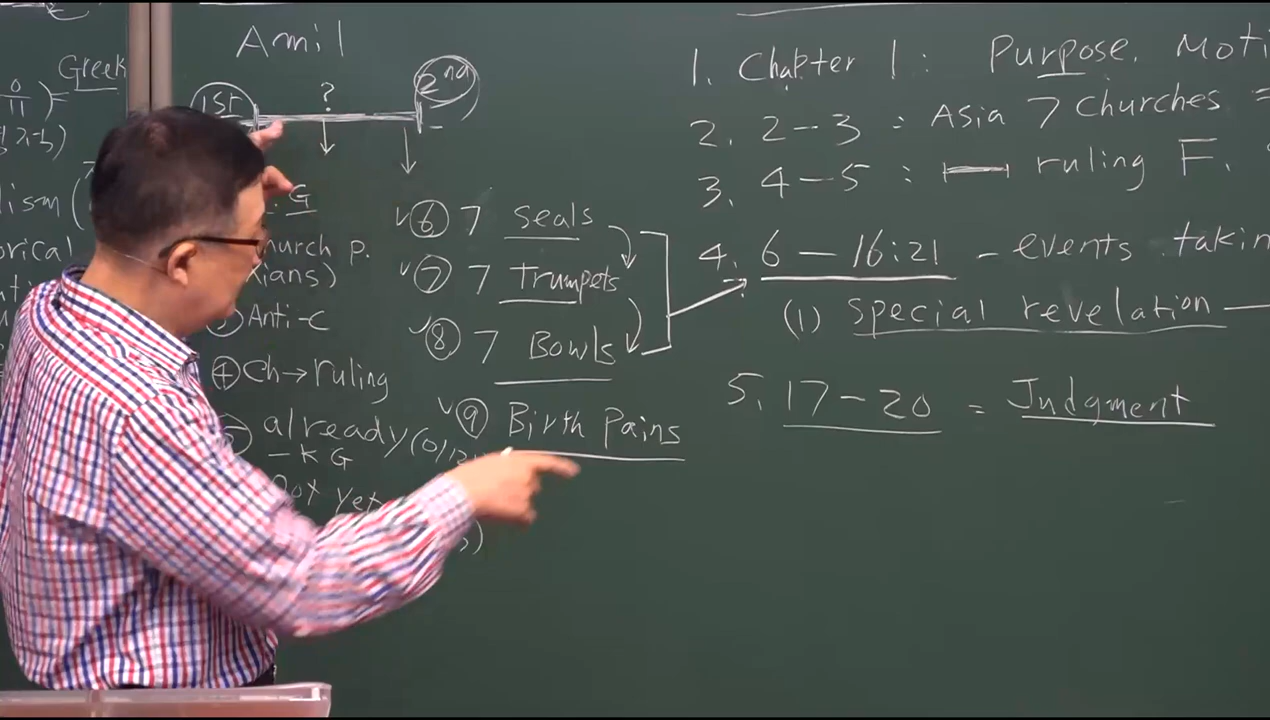 Greek
Amil
1st ? 2nd
G
church p.
Anti-C
④ Ch → ruling
already
- K G
Not yet
⑥ 7 Seals
⑦ 7 Trumpets
⑧ 7 Bowls
⑨ Birth Pains
1. Chapter 1: Purpose. Moti
2. 2-3 : Asia 7 churches =
3. 4-5 : ruling F.
4. 6 - 16:21 - events takin
(1) special revelation
5. 17-20 = Judgment